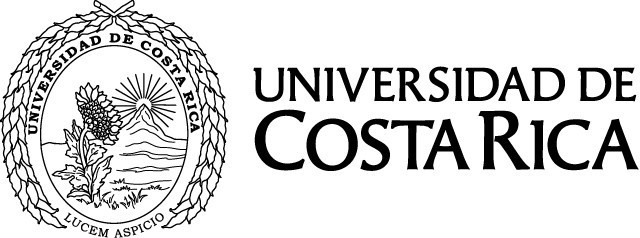 UNIVERSIDAD DE COSTA RICA
LUCEM ASPICIO
UNIVERSIDAD DE
COSTA RICA